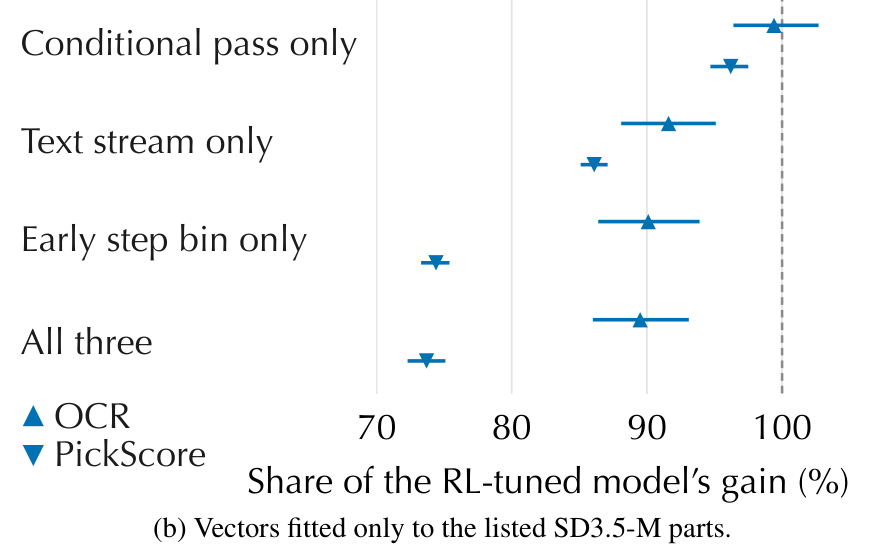 Conditional pass only
Text stream only
Early step bin only
All three
▲ OCR
▼ PickScore
70 80 90 100
Share of the RL-tuned model's gain (%)
(b) Vectors fitted only to the listed SD3.5-M parts.